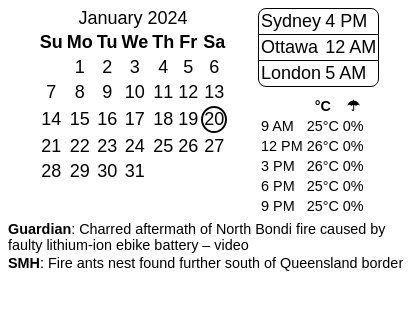 January 2024
Su Mo Tu We Th Fr Sa
1 2 3 4 5 6
7 8 9 10 11 12 13
14 15 16 17 18 19 20
21 22 23 24 25 26 27
28 29 30 31
Sydney 4 PM
Ottawa 12 AM
London 5 AM
°C ☂
9 AM 25°C 0%
12 PM 26°C 0%
3 PM 26°C 0%
6 PM 25°C 0%
9 PM 25°C 0%
Guardian: Charred aftermath of North Bondi fire caused by
faulty lithium-ion ebike battery – video
SMH: Fire ants nest found further south of Queensland border